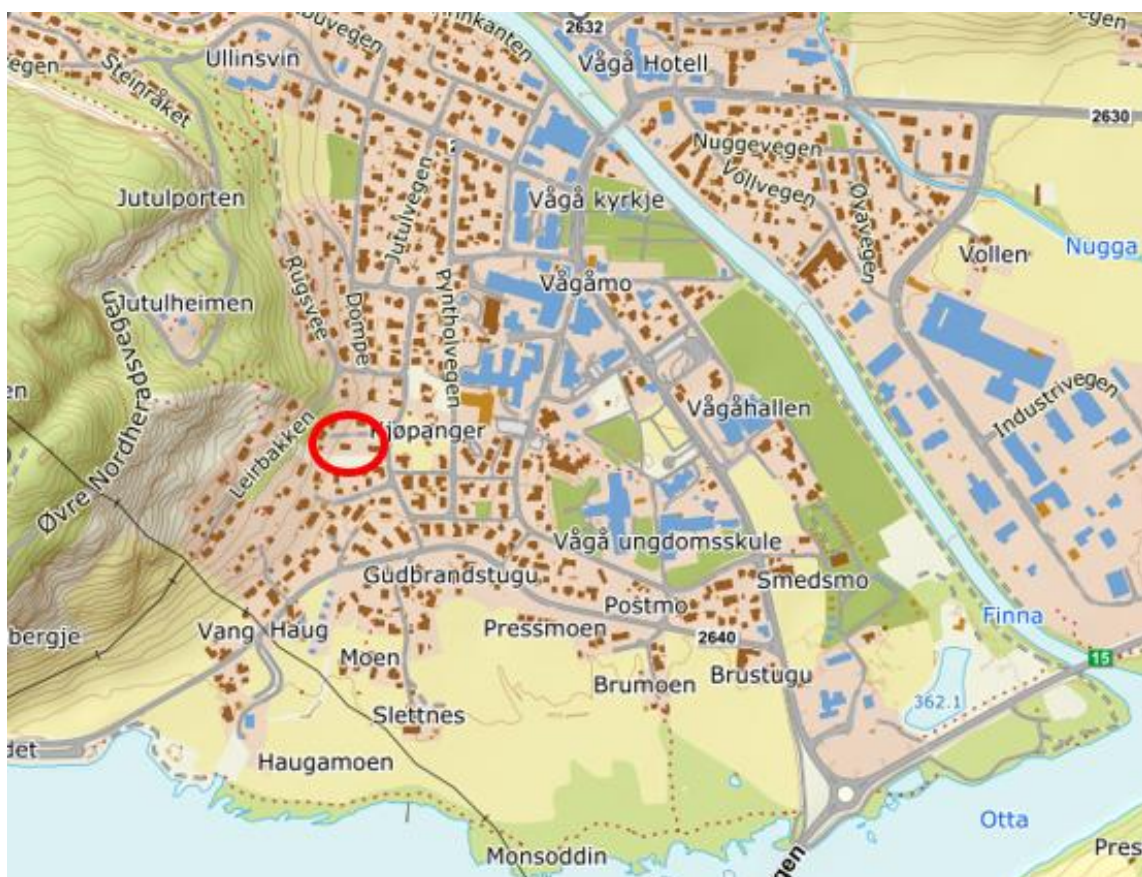 2632
Ullinsvin
Vågå Hotell
Steinråket
2630
Nuggevegen
Jutulporten
Jutulvegen
Vågå kyrkje
Vollvegen
Øyavegen
Nugga
Vollen
Rugsvee
Vågåmo
Jutulheimen
Dompe
Pyntholvegen
Industrivegen
Vågåhallen
Kjøpanger
Leirbakken
Øvre Nordheradsvegen
Vågå ungdomsskule
Gudbrandstugu
Smedsmo
Postmo
Finna
Vang
Haug
Pressmoen
2640
15
Moen
Brumoen
Brustugu
362.1
Slettnes
Haugamoen
Otta
Monsoddin